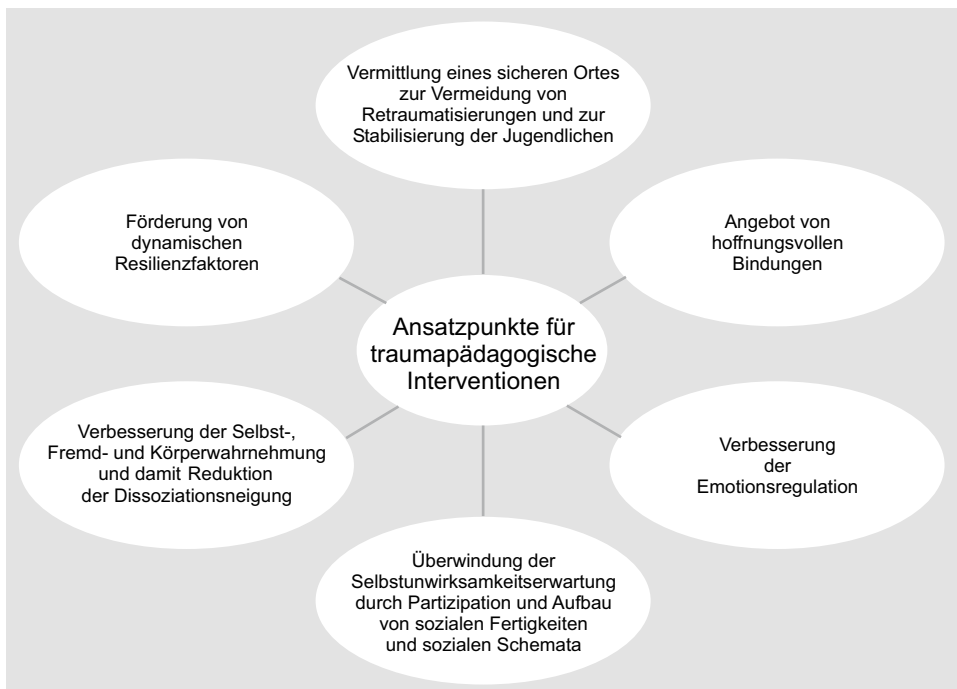 Vermittlung eines sicheren Ortes
zur Vermeidung von
Retraumatisierungen und zur
Stabilisierung der Jugendlichen
Förderung von
dynamischen
Resilienzfaktoren
Angebot von
hoffnungsvollen
Bindungen
Ansatzpunkte für
traumapädagogische
Interventionen
Verbesserung der Selbst-,
Fremd- und Körperwahrnehmung
und damit Reduktion
der Dissoziationsneigung
Verbesserung
der
Emotionsregulation
Überwindung der
Selbstunwirksamkeitserwartung
durch Partizipation und Aufbau
von sozialen Fertigkeiten
und sozialen Schemata